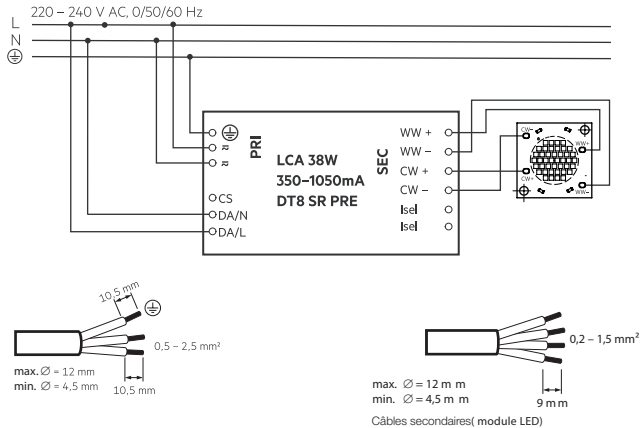 220 – 240 V AC, 0/50/60 Hz
L
N
PRI
≂
≂
CS
DA/N
DA/L
LCA 38W
350–1050mA
DT8 SR PRE
SEC
WW +
WW –
CW +
CW –
Isel
Isel
CW–
WW+
CW+
WW–
10,5 mm
0,5 – 2,5 mm²
max. Ø = 12 mm
min. Ø = 4,5 mm
10,5 mm
0,2 – 1,5 mm²
max. Ø = 12 m m
min. Ø = 4,5 m m
9 mm
Câbles secondaires( module LED)